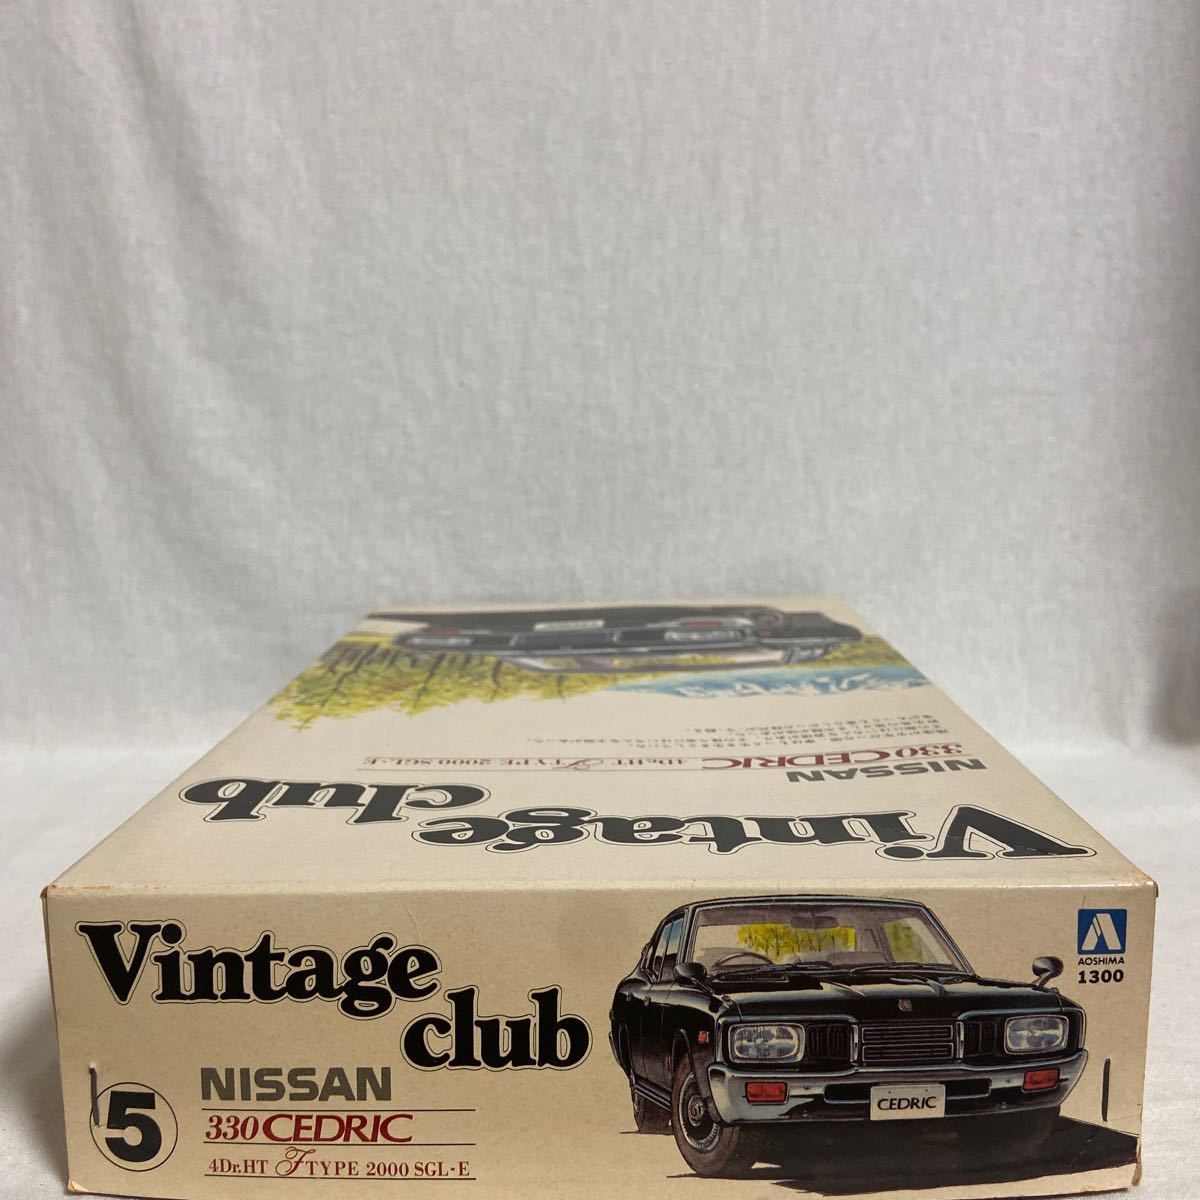 NISSAN
330 CEDRIC
4Dr.HT F TYPE 2000 SGL-E
Vintage
club
Vintage
club
5
NISSAN
330 CEDRIC
4Dr.HT F TYPE 2000 SGL-E
CEDRIC
AOSHIMA
1300